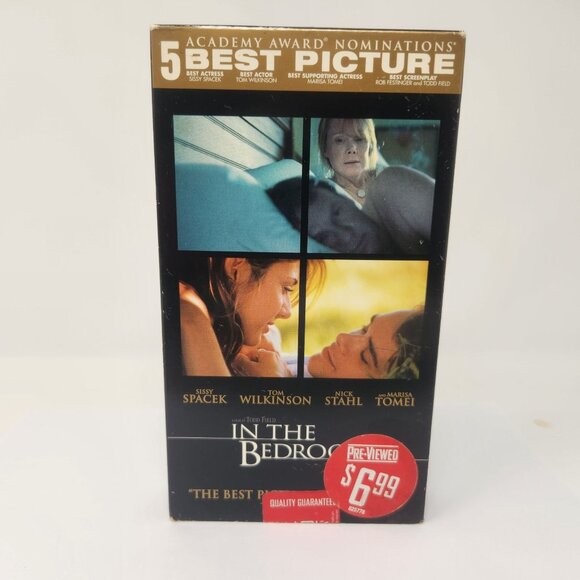 5 ACADEMY AWARD® NOMINATIONS®
BEST PICTURE
BEST ACTRESS
SISSY SPACEK
BEST ACTOR
TOM WILKINSON
BEST SUPPORTING ACTRESS
MARISA TOMEI
BEST SCREENPLAY
ROB FESTINGER and TODD FIELD
SISSY SPACEK
TOM WILKINSON
NICK STAHL
AND MARISA TOMEI
A FILM BY TODD FIELD
IN THE
BEDROO
PRE-VIEWED
$6.99
"THE BEST
QUALITY GUARANTEE